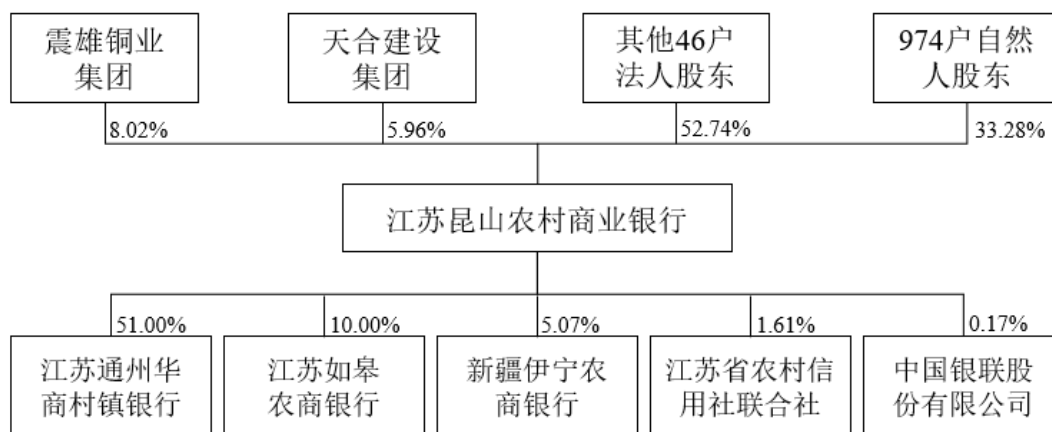 震雄铜业
集团
天合建设
集团
其他46户
法人股东
974户自然
人股东
8.02%
5.96%
52.74%
33.28%
江苏昆山农村商业银行
51.00%
10.00%
5.07%
1.61%
0.17%
江苏通州华
商村镇银行
江苏如皋
农商银行
新疆伊宁农
商银行
江苏省农村信
用社联合社
中国银联股
份有限公司